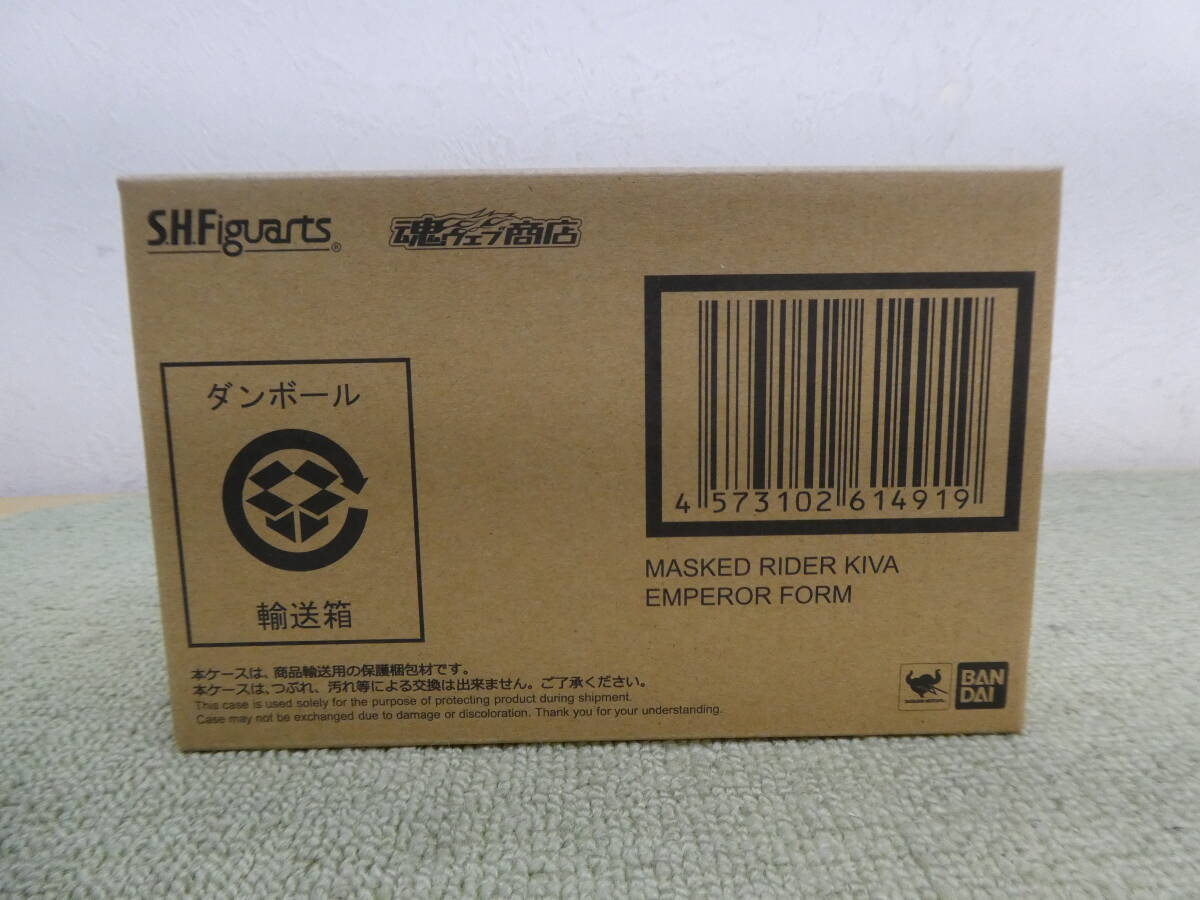 S.H.Figuarts®
魂ウェブ商店
ダンボール
輸送箱
4 573102 614919
MASKED RIDER KIVA
EMPEROR FORM
本ケースは、商品輸送用の保護梱包材です。
本ケースは、つぶれ、汚れ等による交換は出来ません。ご了承ください。
This case is used solely for the purpose of protecting product during shipment.
Case may not be exchanged due to damage or discoloration. Thank you for your understanding.
BAN
DAI